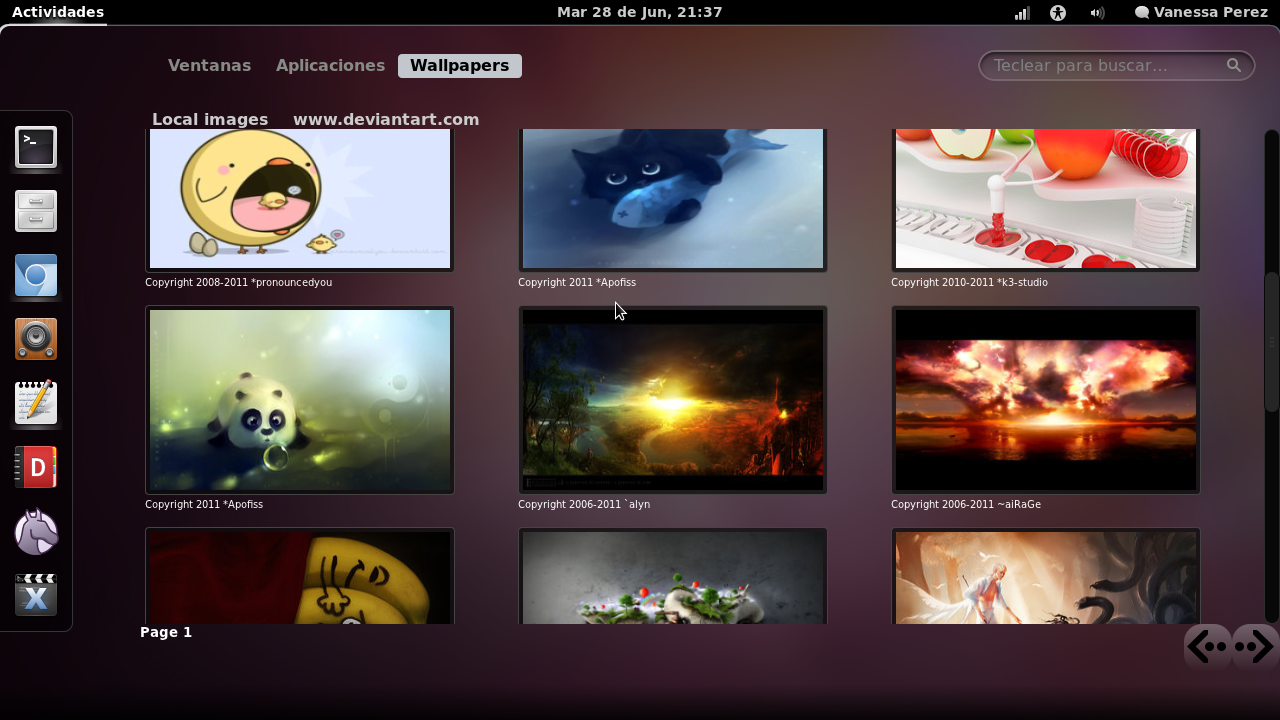 Actividades Mar 28 de Jun, 21:37 Vanessa Perez
Ventanas Aplicaciones Wallpapers Teclear para buscar...
Local images www.deviantart.com
Copyright 2008-2011 *pronouncedyou Copyright 2011 *Apofiss Copyright 2010-2011 *k3-studio
Copyright 2011 *Apofiss Copyright 2006-2011 `alyn Copyright 2006-2011 ~aiRaGe
>_
D
X
Page 1